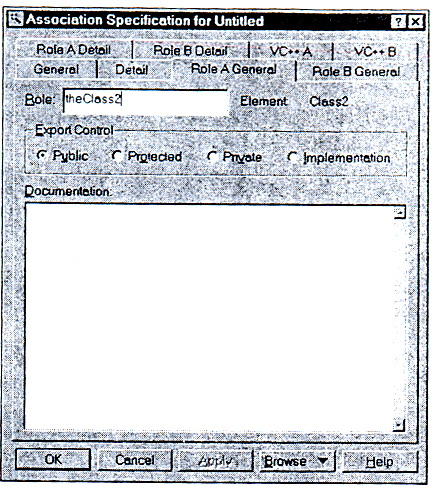 Association Specification for Untitled
Role A Detail Role B Detail VC++ A VC++ B
General Detail Role A General Role B General
Role: theClass2 Element Class2
Export Control
Public Protected Private Implementation
Documentation:
OK Cancel Apply Browse Help